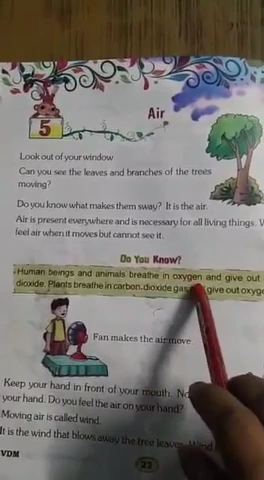 5
Air
Look out of your window
Can you see the leaves and branches of the trees
moving?
Do you know what makes them sway? It is the air.
Air is present everywhere and is necessary for all living things.
feel air when it moves but cannot see it.
Do You Know?
Human beings and animals breathe in oxygen and give out
dioxide. Plants breathe in carbon.dioxide gas give out
Fan makes the air move
Keep your hand in front of your mouth.
your hand. Do you feel the air on your hand?
Moving air is called wind.
It is the wind that blows away the tree leaves. Wind
VDM
22